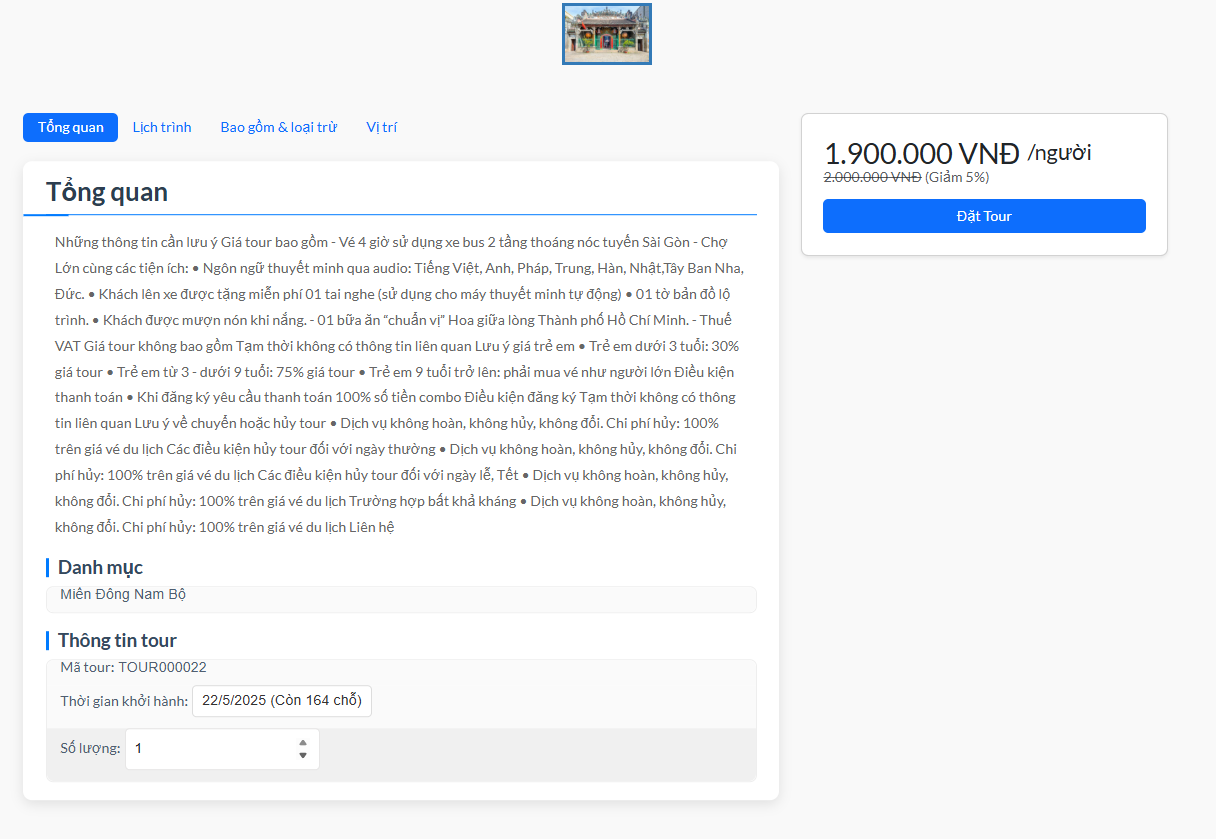 Tổng quan
Lịch trình
Bao gồm & loại trừ
Vị trí
1.900.000 VNĐ /người
2.000.000 VNĐ (Giảm 5%)
Đặt Tour
Tổng quan
Những thông tin cần lưu ý Giá tour bao gồm - Vé 4 giờ sử dụng xe bus 2 tầng thoáng nóc tuyến Sài Gòn - Chợ
Lớn cùng các tiện ích: • Ngôn ngữ thuyết minh qua audio: Tiếng Việt, Anh, Pháp, Trung, Hàn, Nhật,Tây Ban Nha,
Đức. • Khách lên xe được tặng miễn phí 01 tai nghe (sử dụng cho máy thuyết minh tự động) • 01 tờ bản đồ lộ
trình. • Khách được mượn nón khi nắng. - 01 bữa ăn “chuẩn vị” Hoa giữa lòng Thành phố Hồ Chí Minh. - Thuế
VAT Giá tour không bao gồm Tạm thời không có thông tin liên quan Lưu ý giá trẻ em • Trẻ em dưới 3 tuổi: 30%
giá tour • Trẻ em từ 3 - dưới 9 tuổi: 75% giá tour • Trẻ em 9 tuổi trở lên: phải mua vé như người lớn Điều kiện
thanh toán • Khi đăng ký yêu cầu thanh toán 100% số tiền combo Điều kiện đăng ký Tạm thời không có thông
tin liên quan Lưu ý về chuyển hoặc hủy tour • Dịch vụ không hoàn, không hủy, không đổi. Chi phí hủy: 100%
trên giá vé du lịch Các điều kiện hủy tour đối với ngày thường • Dịch vụ không hoàn, không hủy, không đổi. Chi
phí hủy: 100% trên giá vé du lịch Các điều kiện hủy tour đối với ngày lễ, Tết • Dịch vụ không hoàn, không hủy,
không đổi. Chi phí hủy: 100% trên giá vé du lịch Trường hợp bất khả kháng • Dịch vụ không hoàn, không hủy,
không đổi. Chi phí hủy: 100% trên giá vé du lịch Liên hệ
Danh mục
Miền Đông Nam Bộ
Thông tin tour
Mã tour: TOUR000022
Thời gian khởi hành: 22/5/2025 (Còn 164 chỗ)
Số lượng: 1